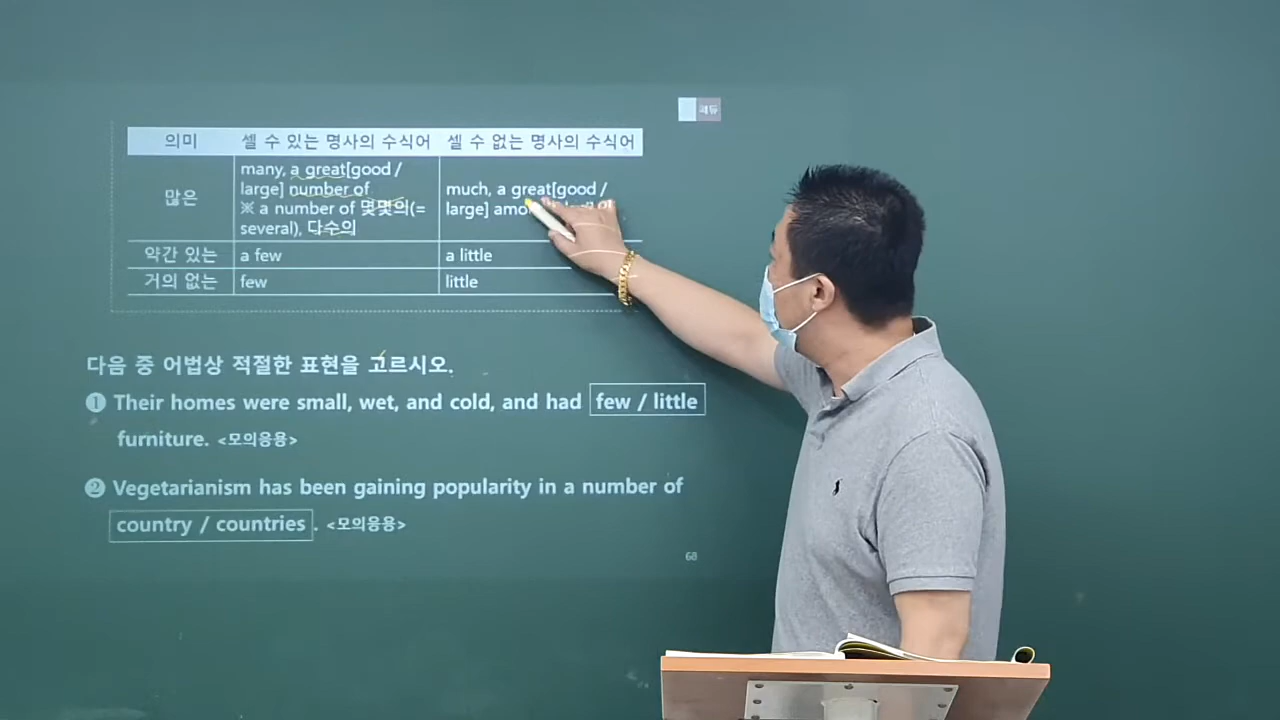 쎄듀
의미 셀 수 있는 명사의 수식어 셀 수 없는 명사의 수식어
많은
many, a great[good /
large] number of
※ a number of 몇몇의(=
several), 다수의
much, a great[good /
large]
약간 있는 a few a little
거의 없는 few little
다음 중 어법상 적절한 표현을 고르시오.
❶ Their homes were small, wet, and cold, and had few / little
furniture. <모의응용>
❷ Vegetarianism has been gaining popularity in a number of
country / countries . <모의응용>
68